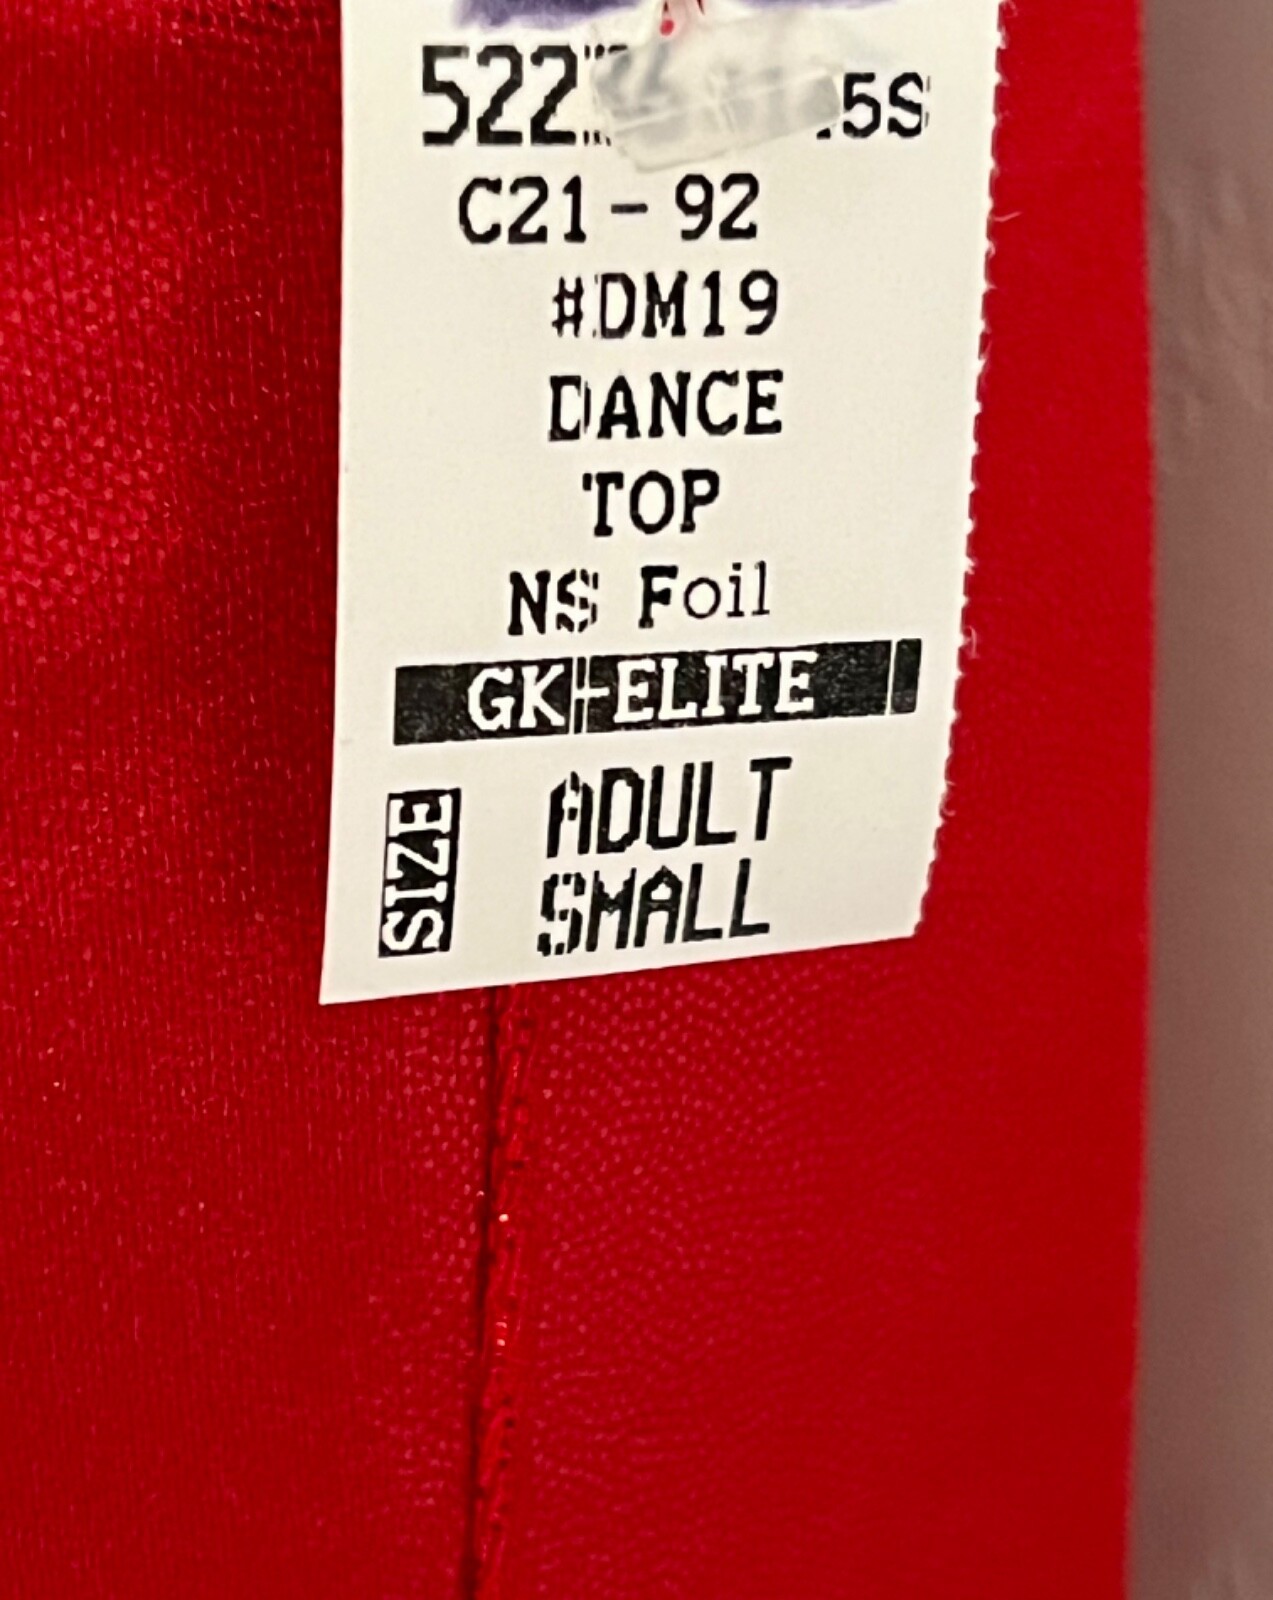 C21-92
#DM19
DANCE
TOP
NS Foil
GK-ELITE
SIZE
ADULT
SMALL